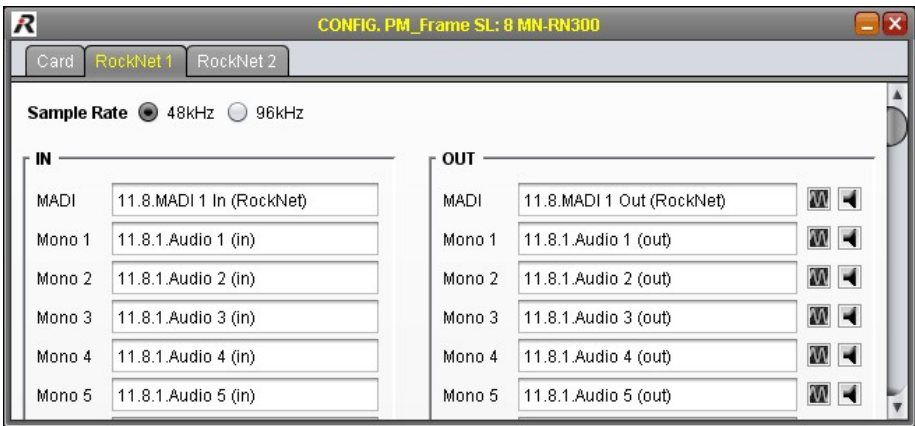 CONFIG. PM_Frame SL: 8 MN-RN300
Card RockNet 1 RockNet 2
Sample Rate 48kHz 96kHz
IN
MADI 11.8.MADI 1 In (RockNet)
Mono 1 11.8.1.Audio 1 (in)
Mono 2 11.8.1.Audio 2 (in)
Mono 3 11.8.1.Audio 3 (in)
Mono 4 11.8.1.Audio 4 (in)
Mono 5 11.8.1.Audio 5 (in)
OUT
MADI 11.8.MADI 1 Out (RockNet)
Mono 1 11.8.1.Audio 1 (out)
Mono 2 11.8.1.Audio 2 (out)
Mono 3 11.8.1.Audio 3 (out)
Mono 4 11.8.1.Audio 4 (out)
Mono 5 11.8.1.Audio 5 (out)